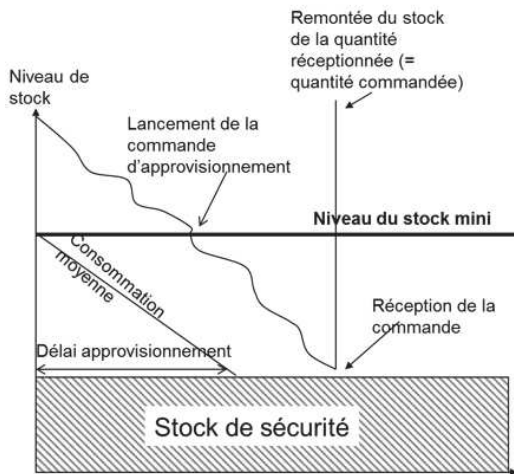 Remontée du stock
de la quantité
réceptionnée (=
quantité commandée)
Niveau de
stock
Lancement de la
commande
d'approvisionnement
Niveau du stock mini
Consommation
moyenne
Réception de la
commande
Délai approvisionnement
Stock de sécurité